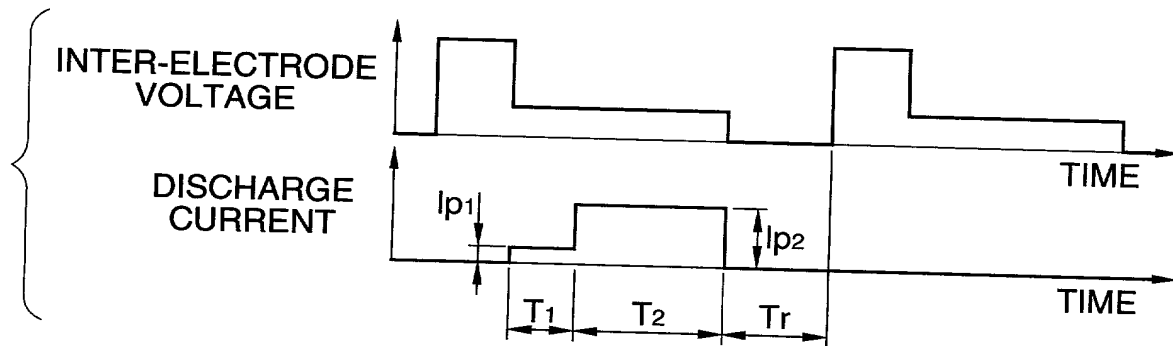 INTER-ELECTRODE
VOLTAGE
TIME
DISCHARGE
CURRENT
Ip1
Ip2
TIME
T1
T2
Tr